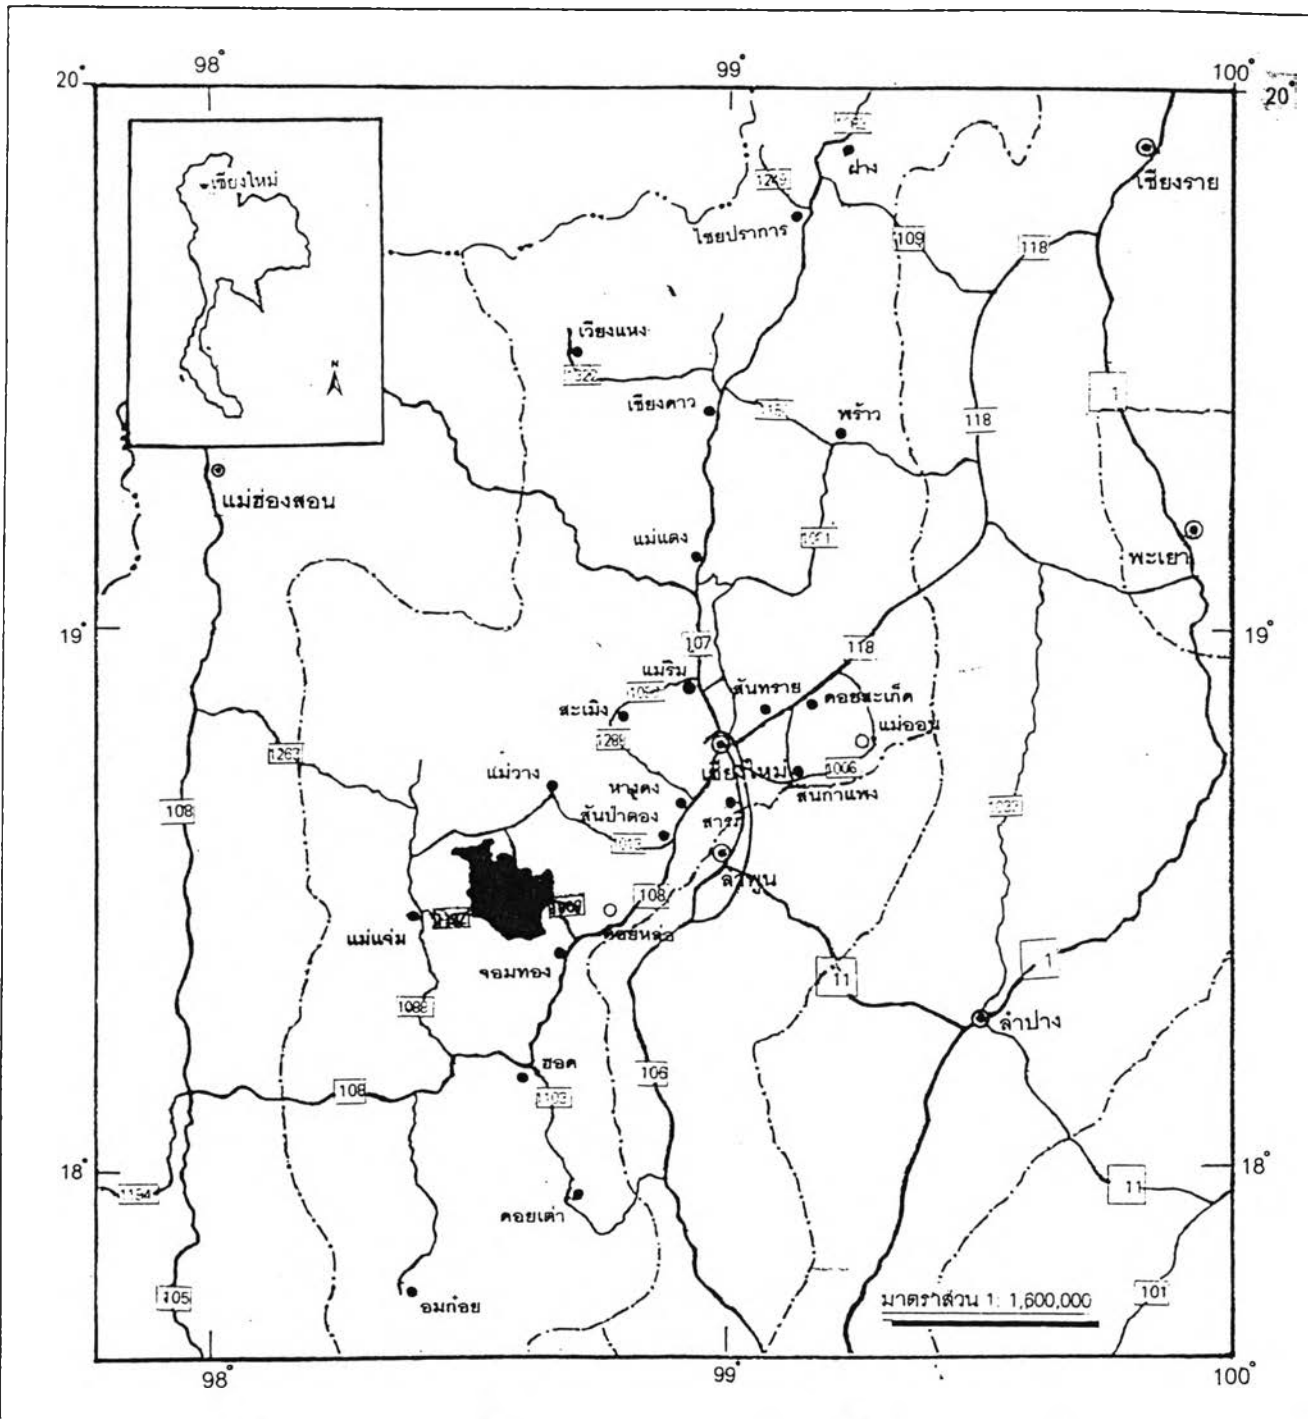 98°
99°
100°
20°
20°
เชียงใหม่
N
ฝาง
เชียงราย
1249
ไชยปราการ
109
118
เวียงแหง
1322
เชียงดาว
พร้าว
118
1
แม่ฮ่องสอน
แม่แตง
พะเยา
19°
107
118
19°
แม่ริม
สันทราย
ดอยสะเก็ด
สะเมิง
แม่ออน
1269
1263
แม่วาง
เชียงใหม่
1006
หางดง
สันกำแพง
108
สันป่าตอง
สารภี
1013
ลำพูน
108
แม่แจ่ม
ดอยหล่อ
จอมทอง
11
1
1088
ลำปาง
ฮอด
106
108
1103
18°
18°
1194
11
ดอยเต่า
105
อมก๋อย
มาตราส่วน 1: 1,600,000
101
98°
99°
100°